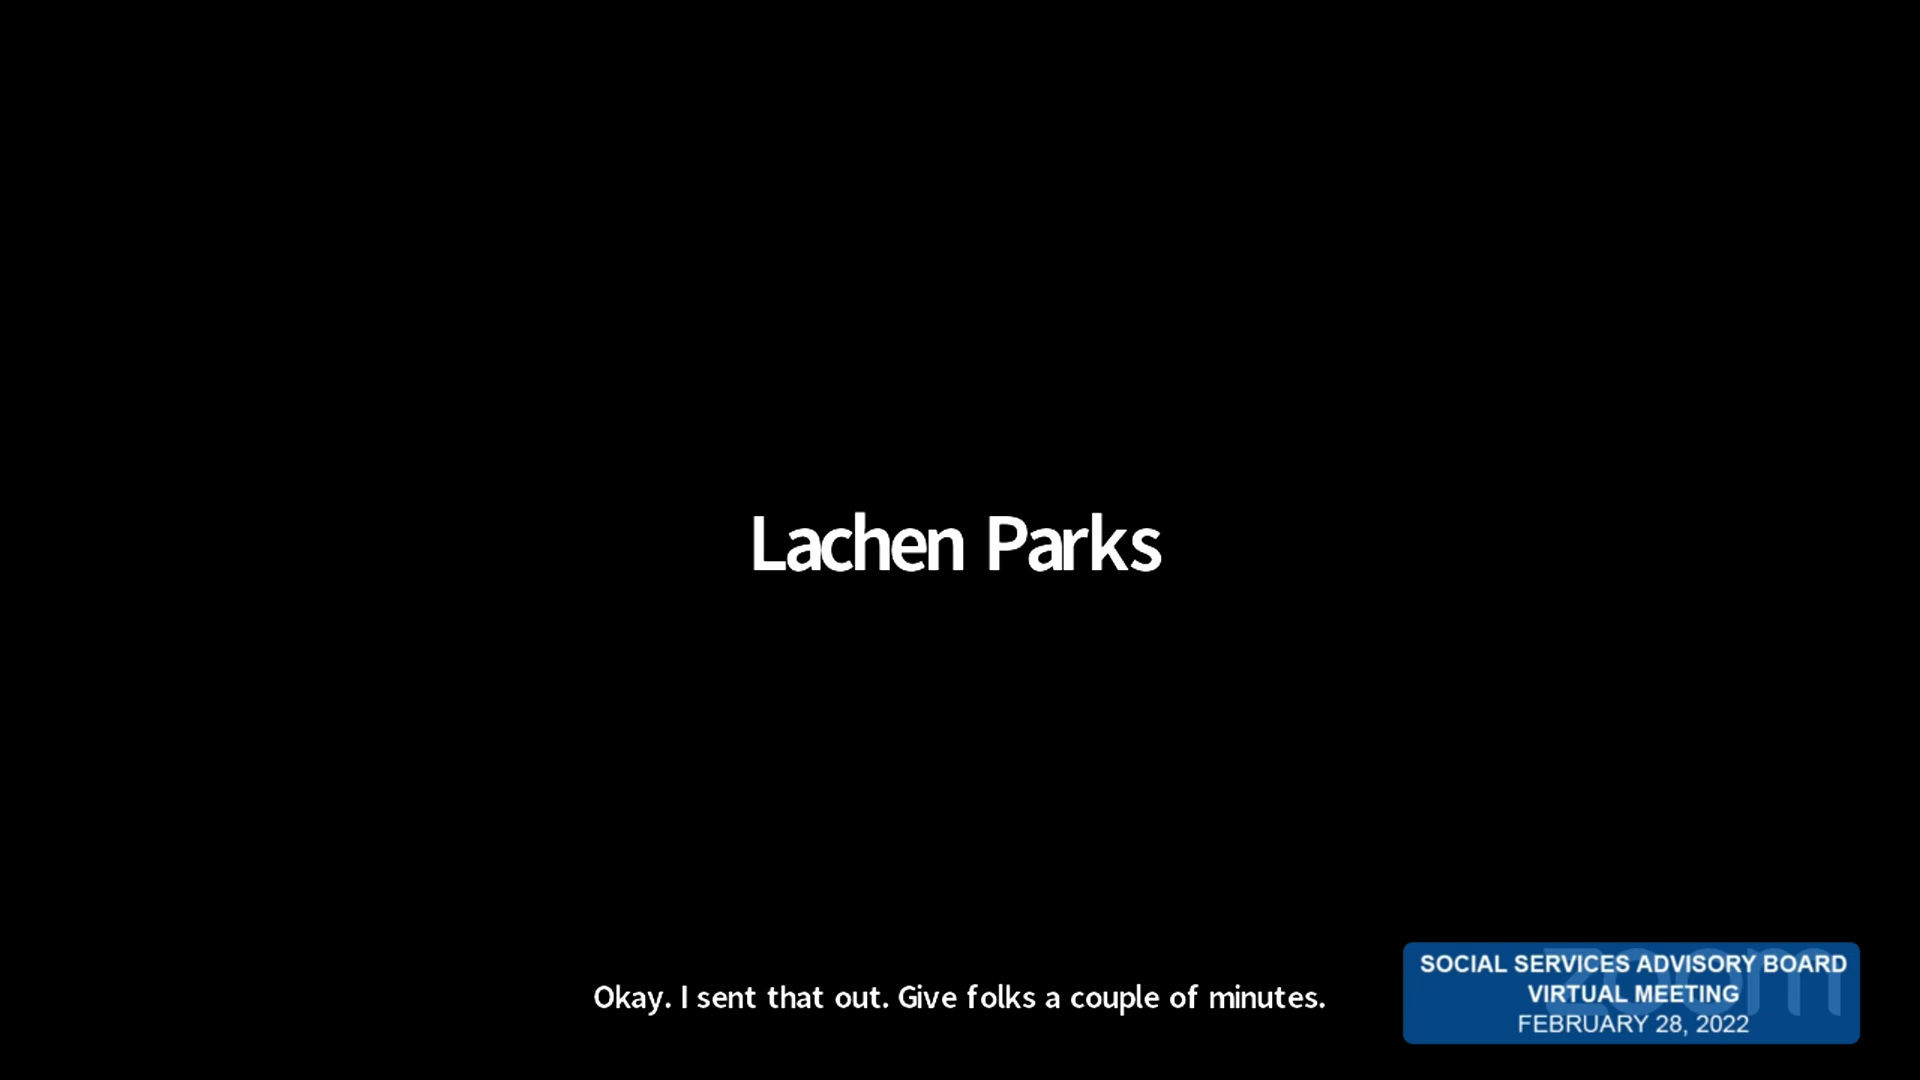 Lachen Parks
Okay. I sent that out. Give folks a couple of minutes.
zoom
SOCIAL SERVICES ADVISORY BOARD
VIRTUAL MEETING
FEBRUARY 28, 2022